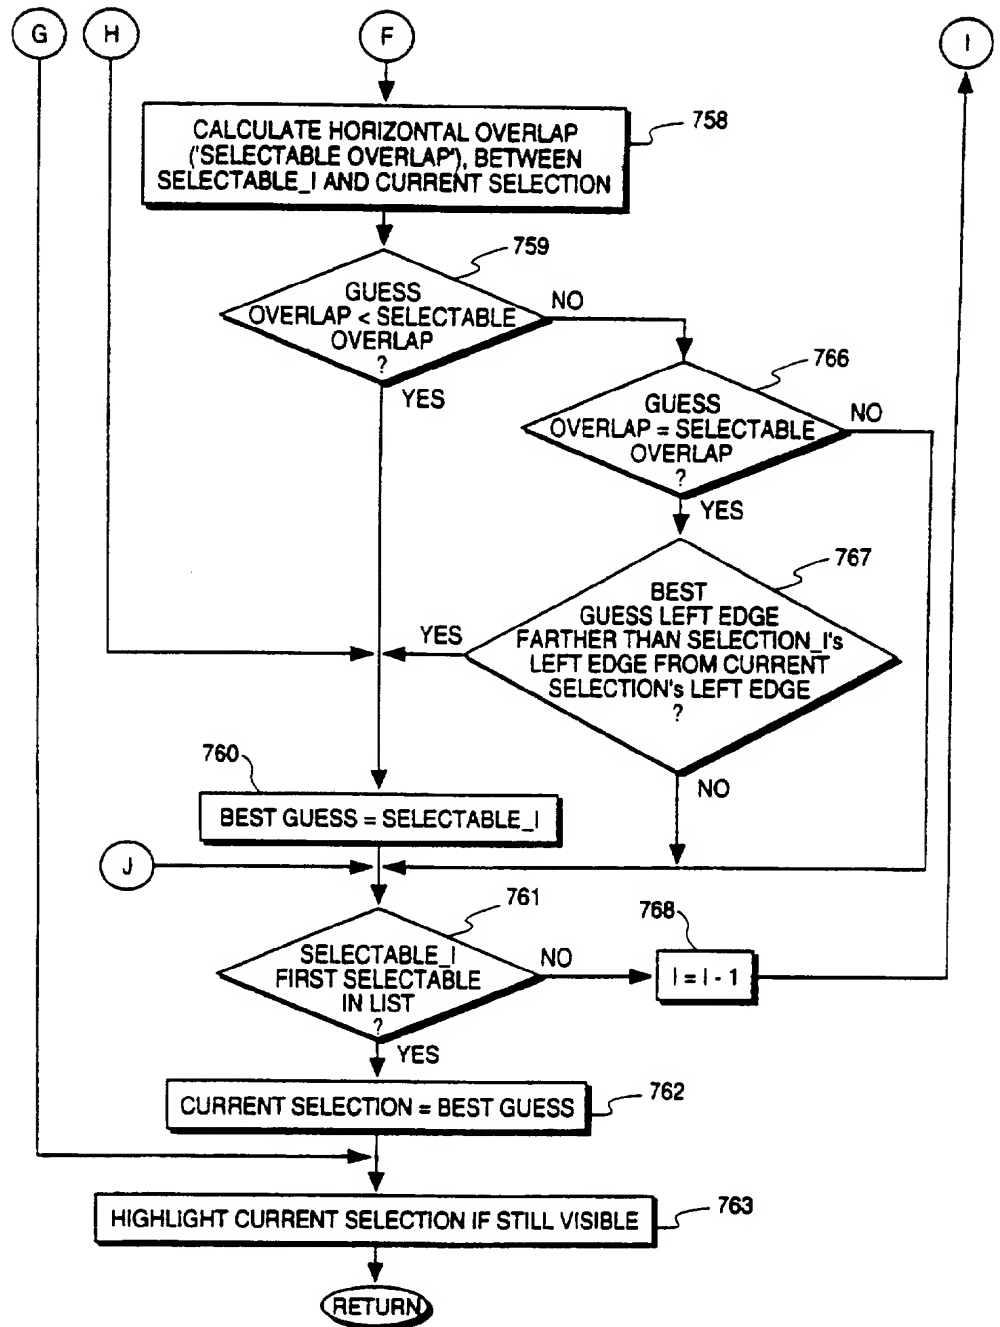 G
H
F
I
CALCULATE HORIZONTAL OVERLAP
('SELECTABLE OVERLAP'), BETWEEN
SELECTABLE_I AND CURRENT SELECTION
758
759
GUESS
OVERLAP < SELECTABLE
OVERLAP
?
NO
YES
766
GUESS
OVERLAP = SELECTABLE
OVERLAP
?
NO
YES
767
BEST
GUESS LEFT EDGE
FARTHER THAN SELECTION_I's
LEFT EDGE FROM CURRENT
SELECTION's LEFT EDGE
?
YES
NO
760
BEST GUESS = SELECTABLE_I
J
761
SELECTABLE_I
FIRST SELECTABLE
IN LIST
?
NO
YES
768
I = I - 1
CURRENT SELECTION = BEST GUESS
762
HIGHLIGHT CURRENT SELECTION IF STILL VISIBLE
763
RETURN